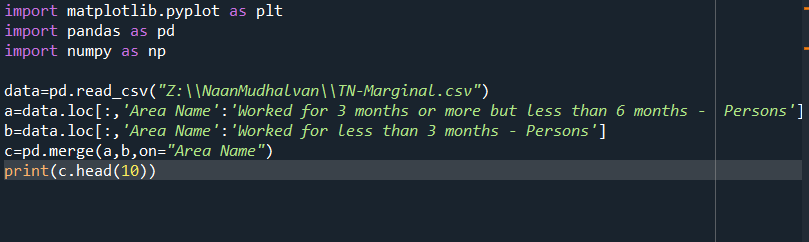 import matplotlib.pyplot as plt
import pandas as pd
import numpy as np
data=pd.read_csv("Z:\\NaanMudhalvan\\TN-Marginal.csv")
a=data.loc[:,'Area Name':'Worked for 3 months or more but less than 6 months -  Persons']
b=data.loc[:,'Area Name':'Worked for less than 3 months - Persons']
c=pd.merge(a,b,on="Area Name")
print(c.head(10))